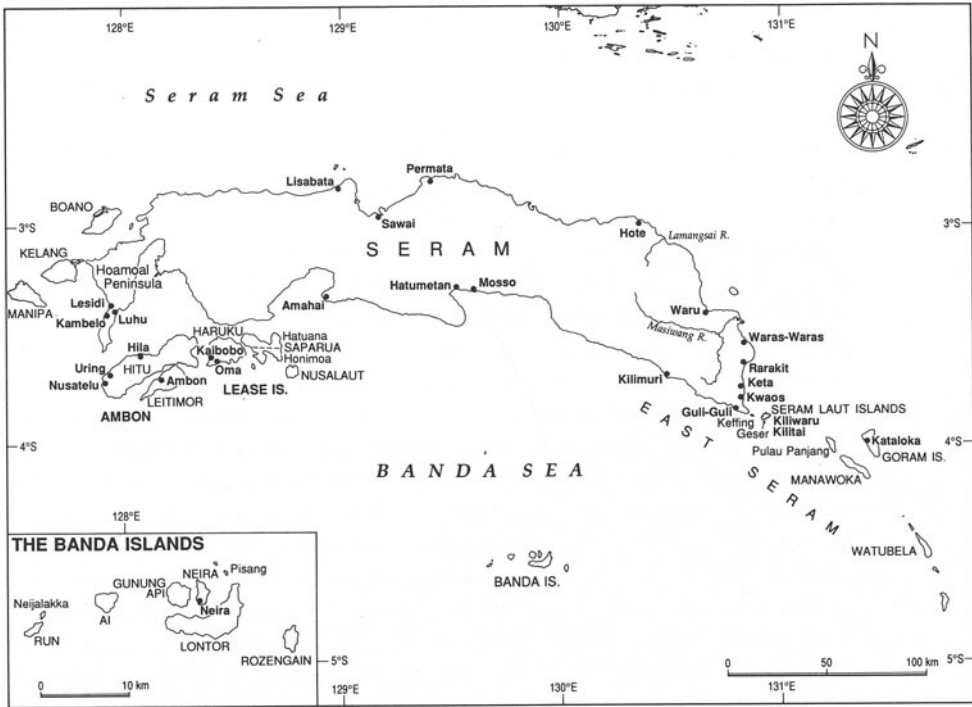 128°E
129°E
130°E
131°E
N
Seram Sea
Permata
Lisabata
Sawai
BOANO
3°S
3°S
Hote
Lamangsai R.
KELANG
SERAM
Hoamoal
Peninsula
Hatumetan
Mosso
MANIPA
Lesidi
Kambelo
Luhu
Amahai
Waru
Masiwang R.
Waras-Waras
HARUKU
Hatuana
SAPARUA
Honimoa
NUSALAUT
Hila
HITU
Kaibobo
Oma
LEASE IS.
Uring
Nusatelu
Ambon
LEITIMOR
AMBON
Rarakit
Kilimuri
Keta
Kwaos
Guli-Guli
SERAM LAUT ISLANDS
Keffing
Kiliwaru
Geser
Kilitai
EAST SERAM
4°S
4°S
Pulau Panjang
Kataloka
GORAM IS.
MANAWOKA
BANDA SEA
WATUBELA
BANDA IS.
128°E
THE BANDA ISLANDS
NEIRA
Pisang
GUNUNG
API
Neira
Neijalakka
AI
RUN
LONTOR
ROZENGAIN
0 10 km
5°S
5°S
0 50 100 km
129°E
130°E
131°E